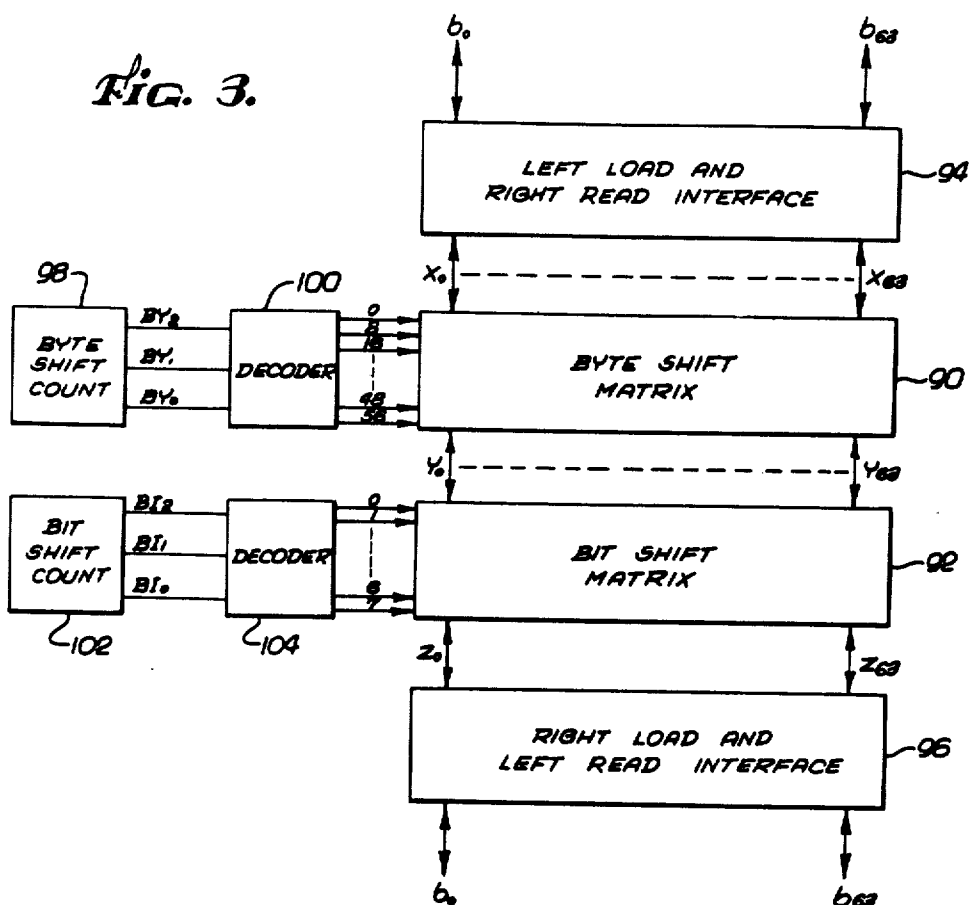 FIG. 3.
b₀ b₆₃
LEFT LOAD AND
RIGHT READ INTERFACE
94
X₀ X₆₃
98
BYTE
SHIFT
COUNT
BY₂
BY₁
BY₀
100
DECODER
0
8
16
48
56
BYTE SHIFT
MATRIX
90
Y₀ Y₆₃
BIT
SHIFT
COUNT
102
BI₂
BI₁
BI₀
DECODER
104
0
1
6
7
BIT SHIFT
MATRIX
92
Z₀ Z₆₃
RIGHT LOAD AND
LEFT READ INTERFACE
96
b₀ b₆₃